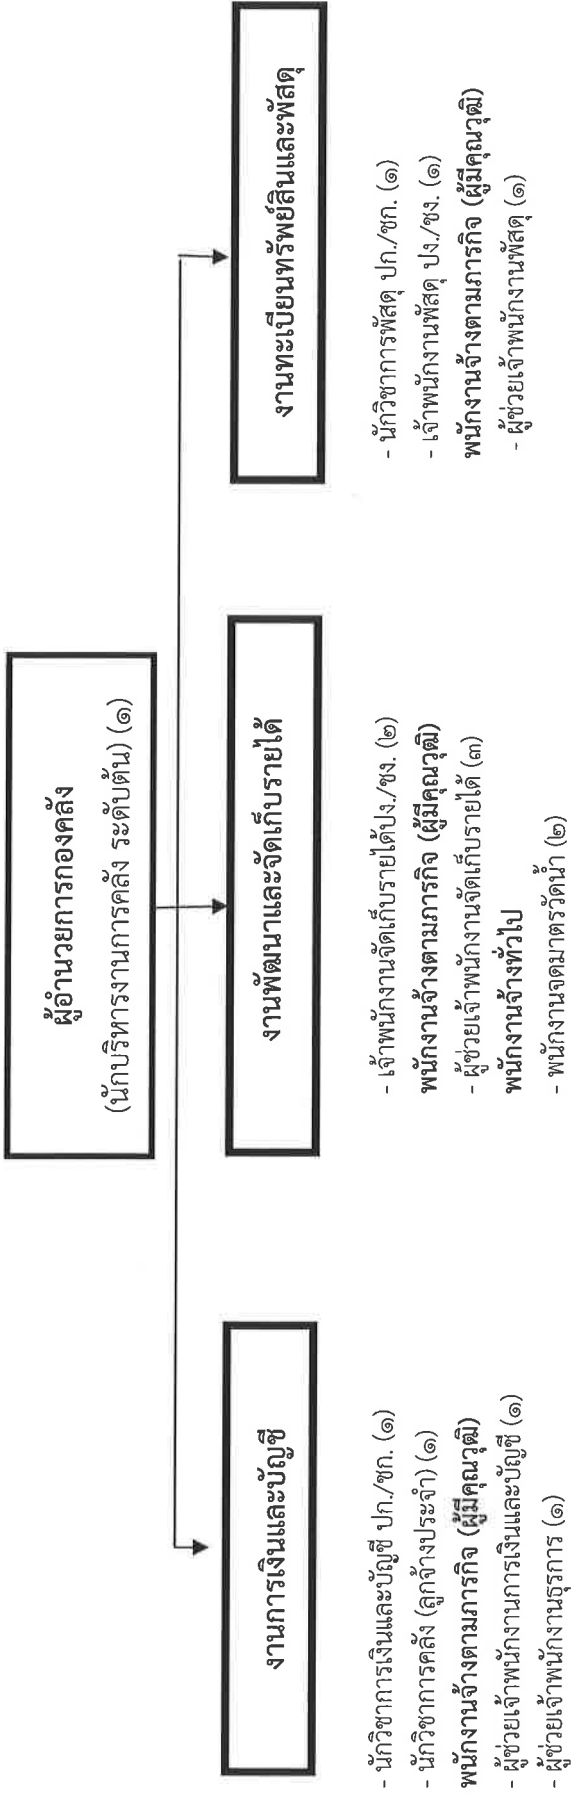 ผู้อำนวยการกองคลัง
(นักบริหารงานการคลัง ระดับต้น) (๑)
งานการเงินและบัญชี
- นักวิชาการเงินและบัญชี ปก./ชก. (๑)
- นักวิชาการคลัง (ลูกจ้างประจำ) (๑)
พนักงานจ้างตามภารกิจ (ผู้มีคุณวุฒิ)
- ผู้ช่วยเจ้าพนักงานการเงินและบัญชี (๑)
- ผู้ช่วยเจ้าพนักงานธุรการ (๑)
งานพัฒนาและจัดเก็บรายได้
- เจ้าพนักงานจัดเก็บรายได้ปง./ชง. (๒)
พนักงานจ้างตามภารกิจ (ผู้มีคุณวุฒิ)
- ผู้ช่วยเจ้าพนักงานจัดเก็บรายได้ (๓)
พนักงานจ้างทั่วไป
- พนักงานจดมาตรวัดน้ำ (๒)
งานทะเบียนทรัพย์สินและพัสดุ
- นักวิชาการพัสดุ ปก./ชก. (๑)
- เจ้าพนักงานพัสดุ ปง./ชง. (๑)
พนักงานจ้างตามภารกิจ (ผู้มีคุณวุฒิ)
- ผู้ช่วยเจ้าพนักงานพัสดุ (๑)